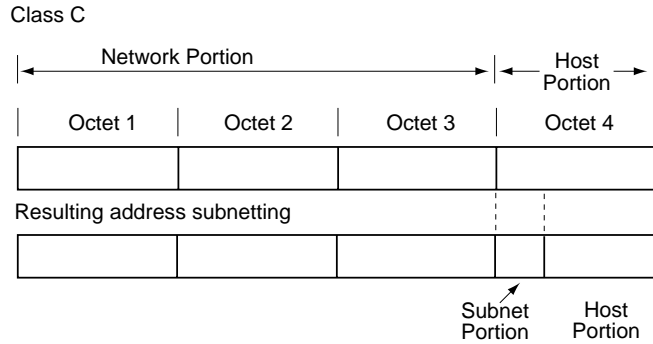 Class C
Network Portion
Host
Portion
Octet 1 Octet 2 Octet 3 Octet 4
Resulting address subnetting
Subnet
Portion
Host
Portion